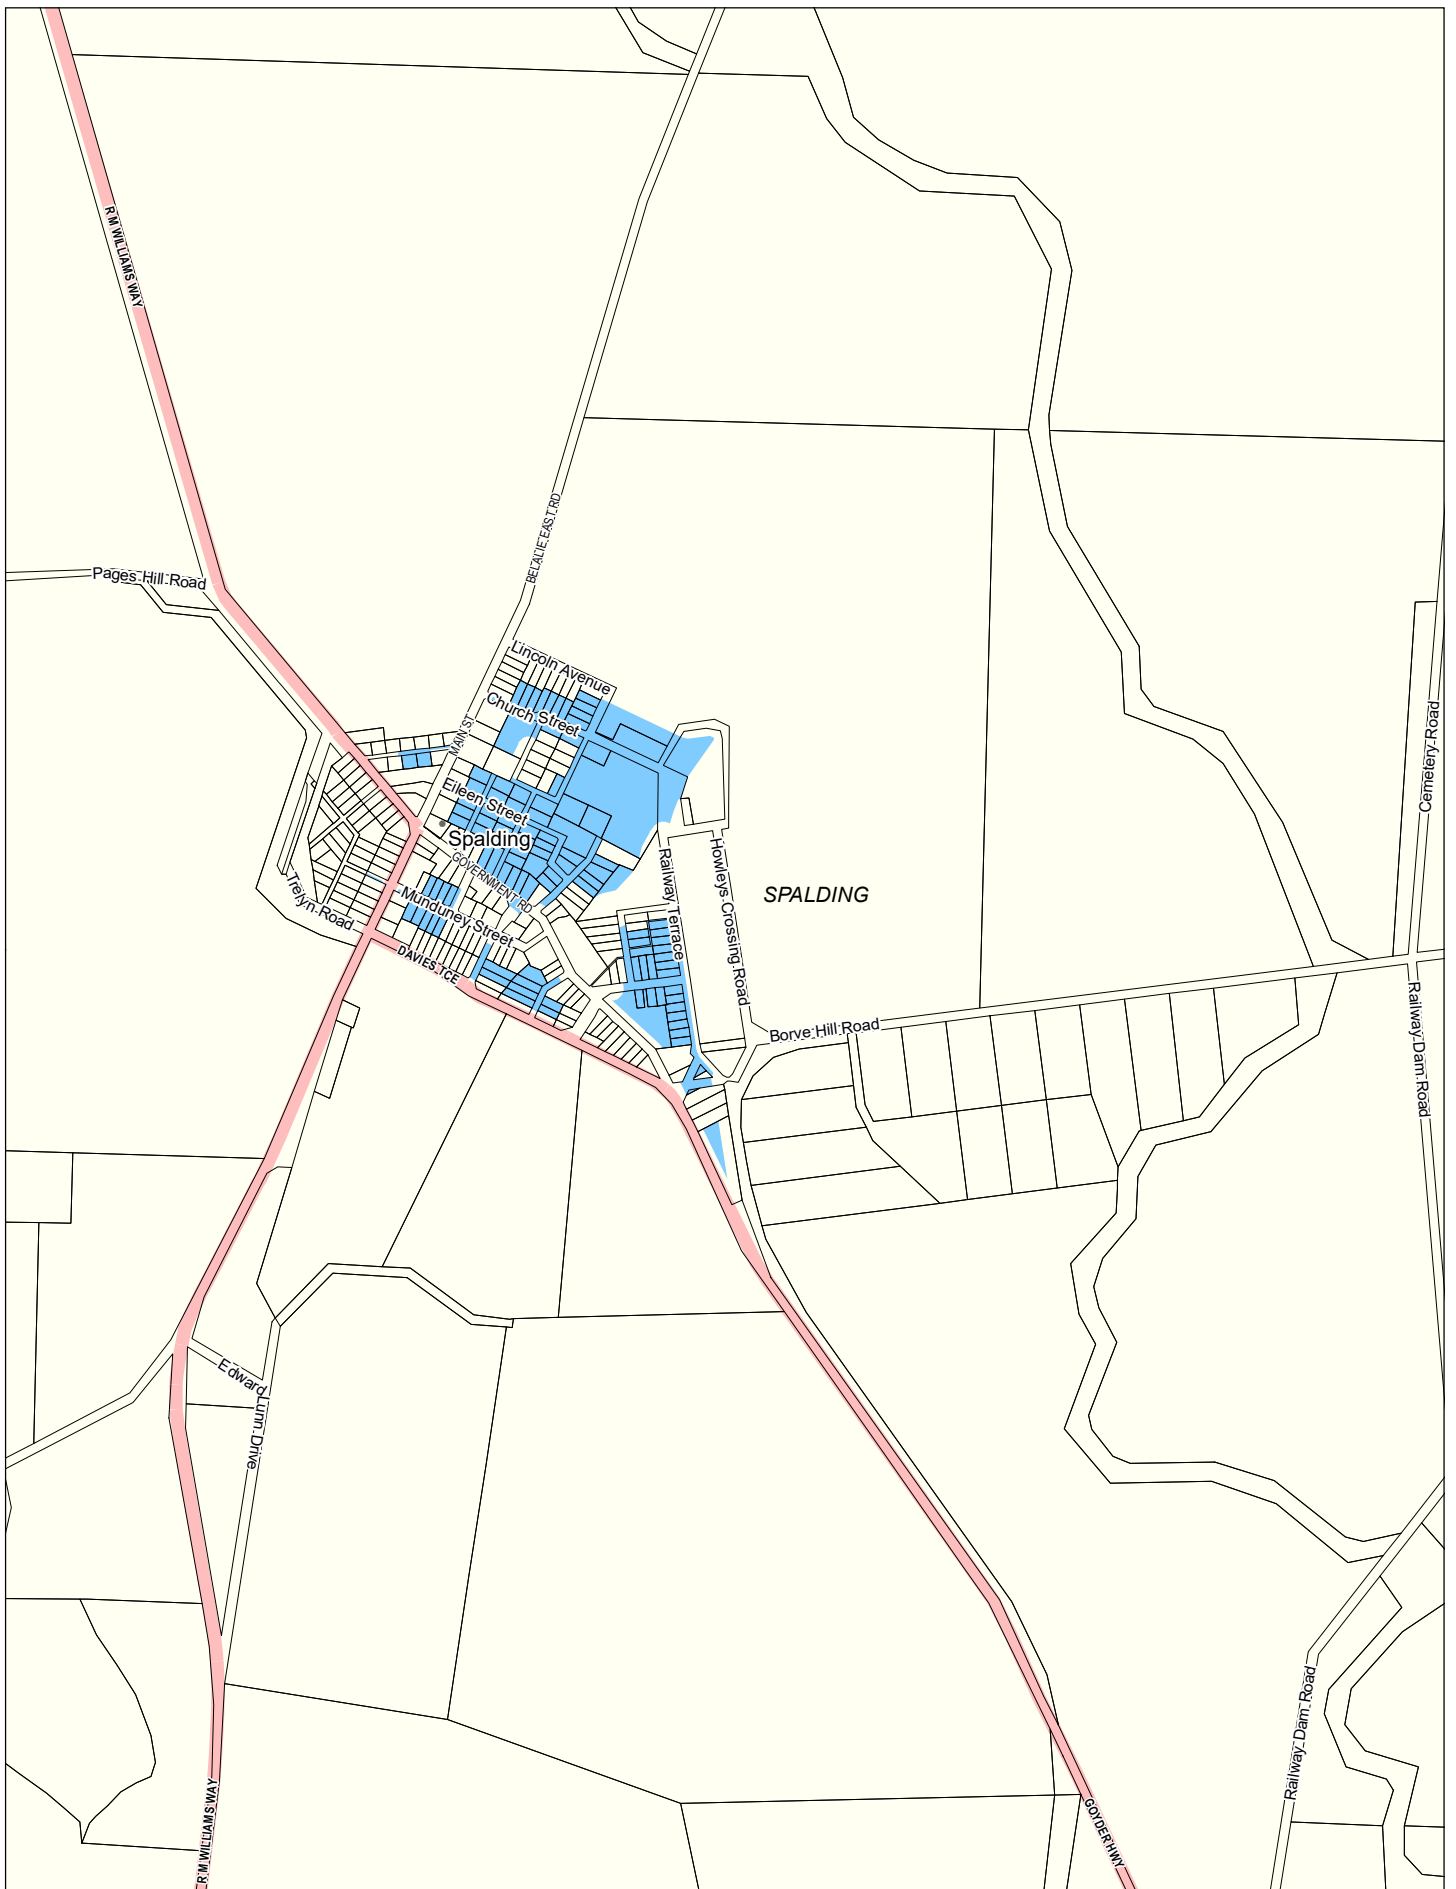 R M WILLIAMS WAY
BELALIE EAST RD
Pages Hill Road
Lincoln Avenue
Church Street
MAIN ST
Cemetery Road
Eileen Street
Spalding
GOVERNMENT RD
Railway Terrace
Howleys Crossing Road
SPALDING
Trelyn Road
Munduney Street
DAVIES TCE
Borve Hill Road
Railway Dam Road
Edward Lunn Drive
Railway Dam Road
R M WILLIAMS WAY
GOYDER HWY